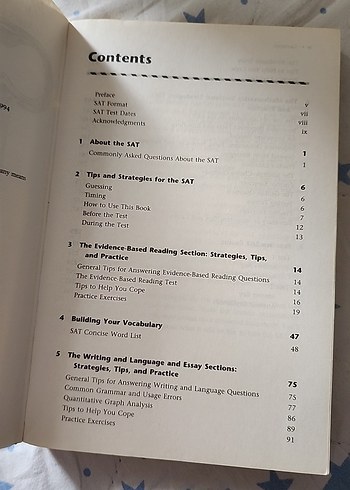 1994
any means
Contents
Preface v
SAT Format vii
SAT Test Dates viii
Acknowledgments ix
1 About the SAT 1
Commonly Asked Questions About the SAT 1
2 Tips and Strategies for the SAT 6
Guessing 6
Timing 6
How to Use This Book 7
Before the Test 12
During the Test 13
3 The Evidence-Based Reading Section: Strategies, Tips,
and Practice 14
General Tips for Answering Evidence-Based Reading Questions 14
The Evidence-Based Reading Test 14
Tips to Help You Cope 16
Practice Exercises 19
4 Building Your Vocabulary 47
SAT Concise Word List 48
5 The Writing and Language and Essay Sections:
Strategies, Tips, and Practice 75
General Tips for Answering Writing and Language Questions 75
Common Grammar and Usage Errors 77
Quantitative Graph Analysis 86
Tips to Help You Cope 89
Practice Exercises 91